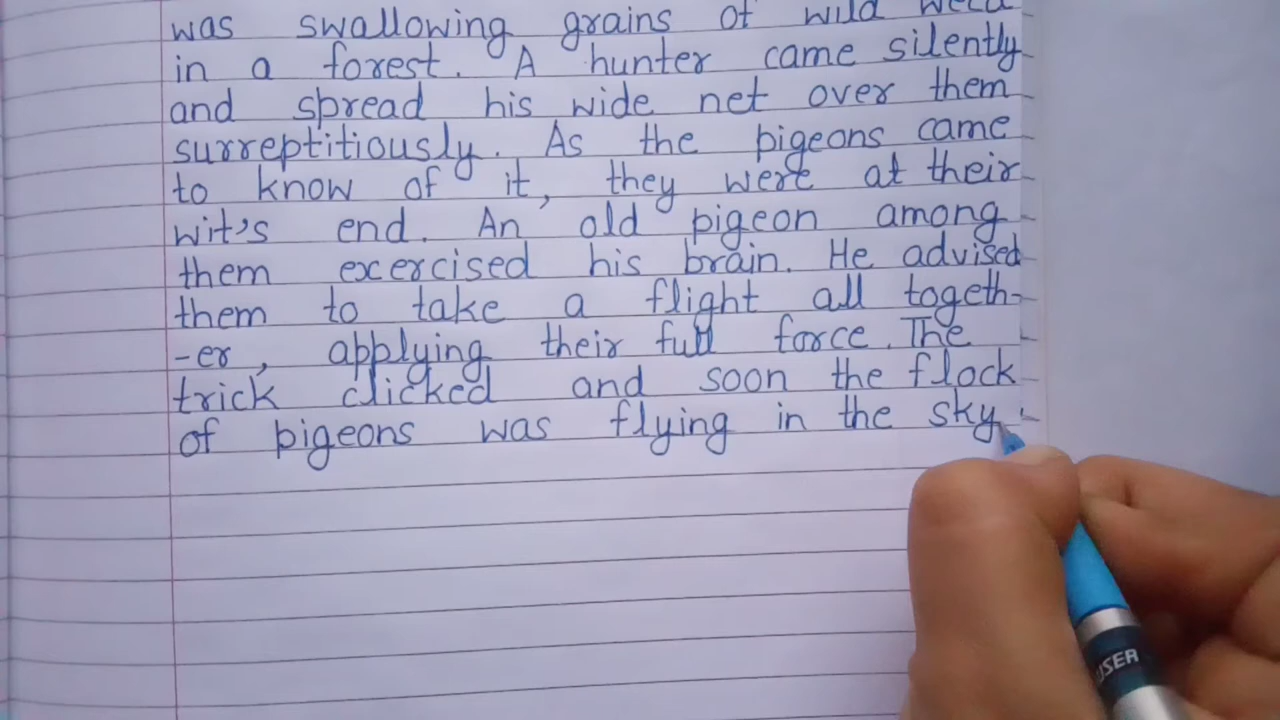 was swallowing grains of wild weed
in a forest. A hunter came silently
and spread his wide net over them
surreptitiously. As the pigeons came
to know of it, they were at their
wit's end. An old pigeon among
them exercised his brain. He advised
them to take a flight all togeth-
-er, applying their full force. The
trick clicked and soon the flock
of pigeons was flying in the sky.
USER